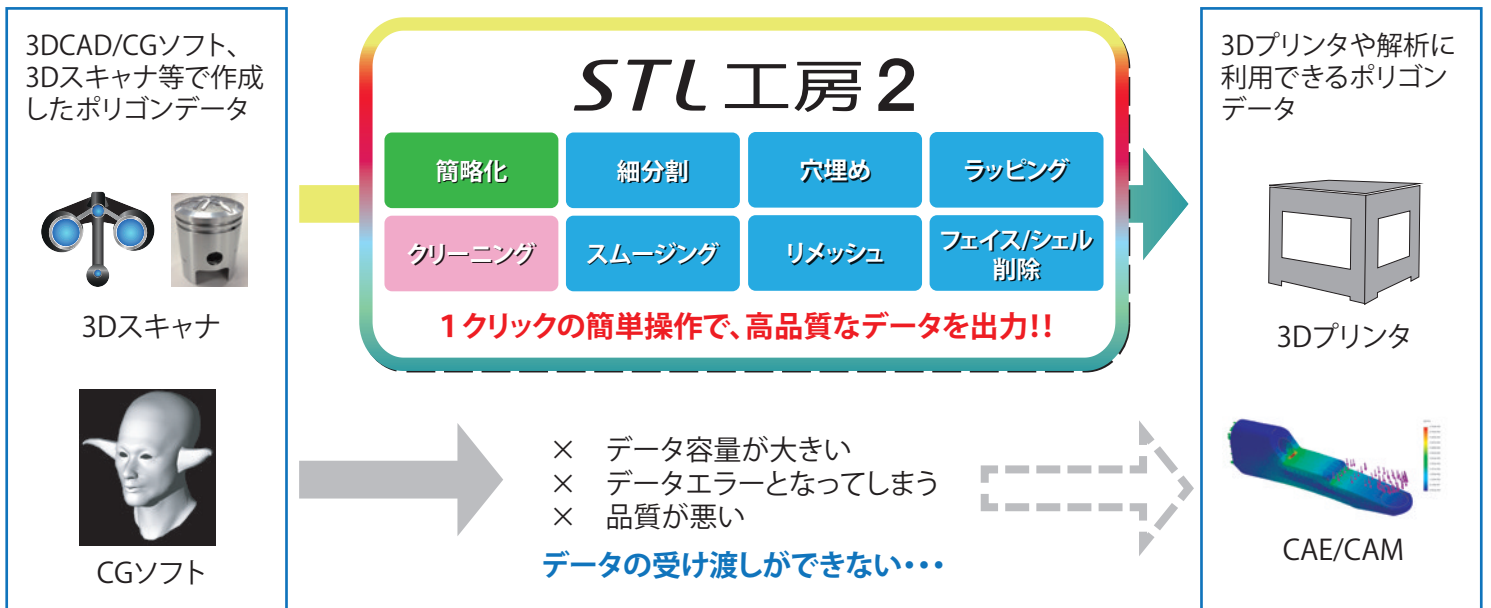 3DCAD/CGソフト、
3Dスキャナ等で作成
したポリゴンデータ
3Dスキャナ
CGソフト
STL工房2
簡略化
細分割
穴埋め
ラッピング
クリーニング
スムージング
リメッシュ
フェイス/シェル
削除
1クリックの簡単操作で、高品質なデータを出力!!
× データ容量が大きい
× データエラーとなってしまう
× 品質が悪い
データの受け渡しができない・・・
3Dプリンタや解析に
利用できるポリゴン
データ
3Dプリンタ
CAE/CAM